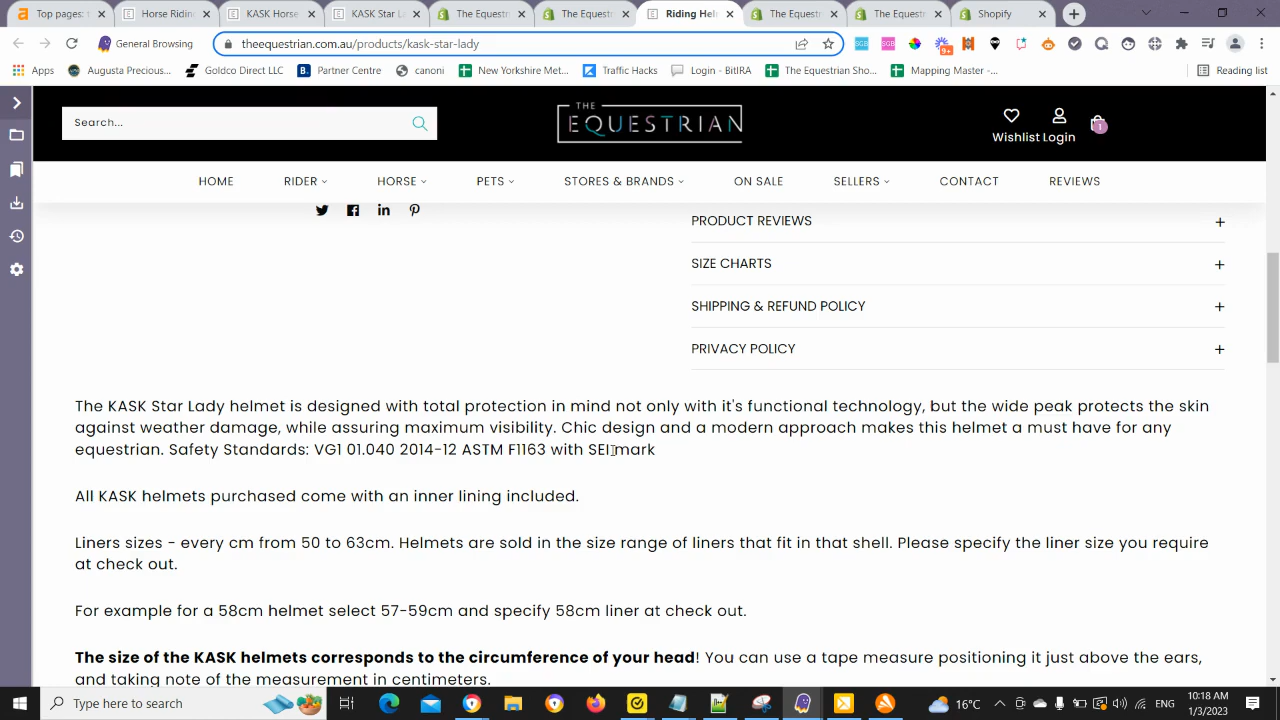 Top pages: t
Horse Ridin
KASK Horse
KASK Star L
The Equestr
The Equest
Riding Hel
The Equestr
The Equestr
Shopify
General Browsing
theequestrian.com.au/products/kask-star-lady
9+
Apps
Augusta Precious...
Goldco Direct LLC
Partner Centre
canoni
New Yorkshire Met...
Traffic Hacks
Login - BitIRA
The Equestrian Sho...
Mapping Master -...
Reading list
Search...
THE
EQUESTRIAN
Wishlist Login
1
HOME
RIDER
HORSE
PETS
STORES & BRANDS
ON SALE
SELLERS
CONTACT
REVIEWS
PRODUCT REVIEWS +
SIZE CHARTS +
SHIPPING & REFUND POLICY +
PRIVACY POLICY +
The KASK Star Lady helmet is designed with total protection in mind not only with it's functional technology, but the wide peak protects the skin
against weather damage, while assuring maximum visibility. Chic design and a modern approach makes this helmet a must have for any
equestrian. Safety Standards: VG1 01.040 2014-12 ASTM F1163 with SEI mark
All KASK helmets purchased come with an inner lining included.
Liners sizes - every cm from 50 to 63cm. Helmets are sold in the size range of liners that fit in that shell. Please specify the liner size you require
at check out.
For example for a 58cm helmet select 57-59cm and specify 58cm liner at check out.
The size of the KASK helmets corresponds to the circumference of your head! You can use a tape measure positioning it just above the ears,
and taking note of the measurement in centimeters.
Type here to search
16°C
ENG
10:18 AM
1/3/2023